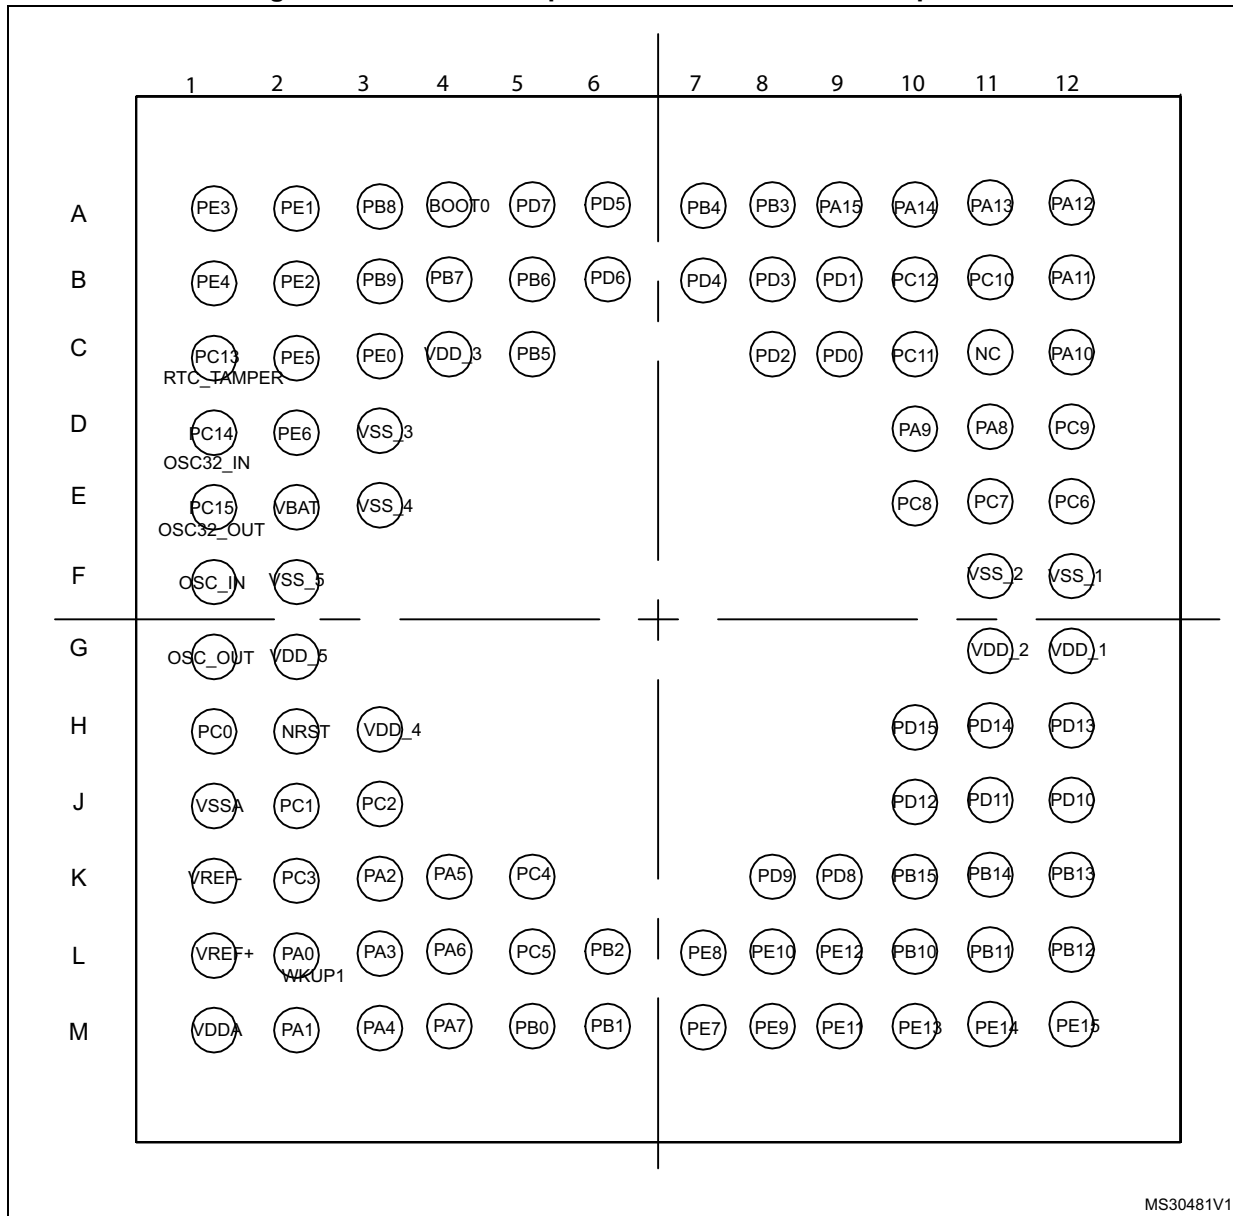 1 2 3 4 5 6 7 8 9 10 11 12
A PE3 PE1 PB8 BOOT0 PD7 PD5 PB4 PB3 PA15 PA14 PA13 PA12
B PE4 PE2 PB9 PB7 PB6 PD6 PD4 PD3 PD1 PC12 PC10 PA11
C PC13 PE5 PE0 VDD_3 PB5 PD2 PD0 PC11 NC PA10
RTC_TAMPER
D PC14 PE6 VSS_3 PA9 PA8 PC9
OSC32_IN
E PC15 VBAT VSS_4 PC8 PC7 PC6
OSC32_OUT
F OSC_IN VSS_5 VSS_2 VSS_1
G OSC_OUT VDD_5 VDD_2 VDD_1
H PC0 NRST VDD_4 PD15 PD14 PD13
J VSSA PC1 PC2 PD12 PD11 PD10
K VREF- PC3 PA2 PA5 PC4 PD9 PD8 PB15 PB14 PB13
L VREF+ PA0 PA3 PA6 PC5 PB2 PE8 PE10 PE12 PB10 PB11 PB12
WKUP1
M VDDA PA1 PA4 PA7 PB0 PB1 PE7 PE9 PE11 PE13 PE14 PE15
MS30481V1